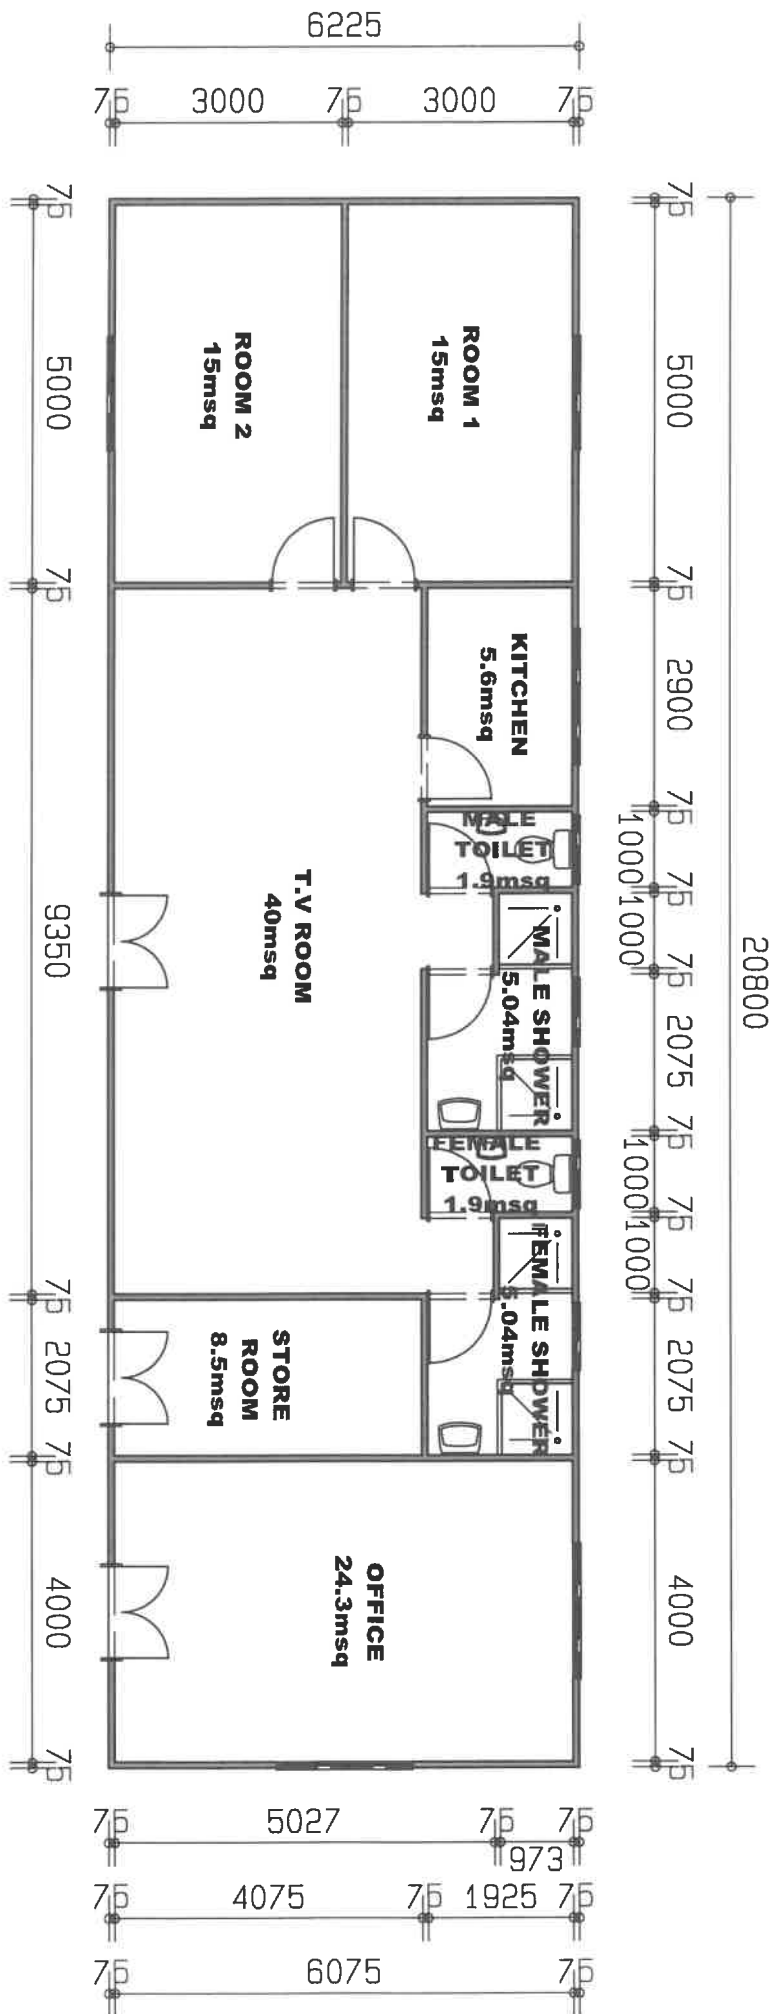 6225
75 3000 75 3000 75
75 5000 75 2900 75 1000 75 1000 75 2075 75 1000 75 1000 75 2075 75 4000 75
20800
75 5000 75 9350 75 2075 75 4000 75
ROOM 1
15msq
ROOM 2
15msq
KITCHEN
5.6msq
MALE
TOILET
1.9msq
MALE SHOWER
5.04msq
T.V ROOM
40msq
FEMALE
TOILET
1.9msq
FEMALE SHOWER
5.04msq
STORE
ROOM
8.5msq
OFFICE
24.3msq
75 5027 75 973 75
75 4075 75 1925 75
75 6075 75